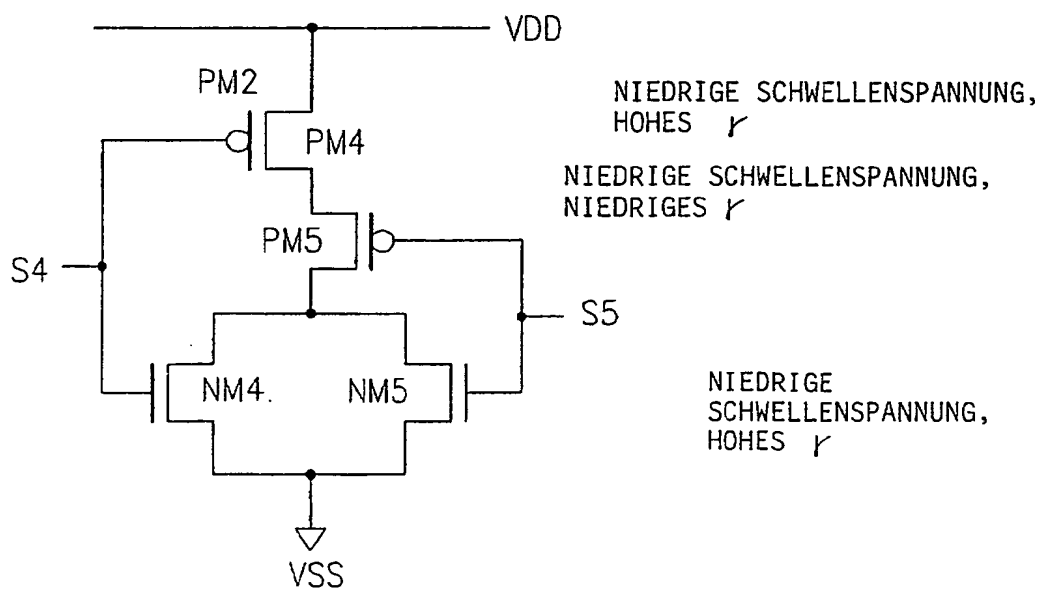 VDD
PM2
NIEDRIGE SCHWELLENSPANNUNG,
HOHES γ
PM4
NIEDRIGE SCHWELLENSPANNUNG,
NIEDRIGES γ
PM5
S4
S5
NM4.
NM5
NIEDRIGE
SCHWELLENSPANNUNG,
HOHES γ
VSS